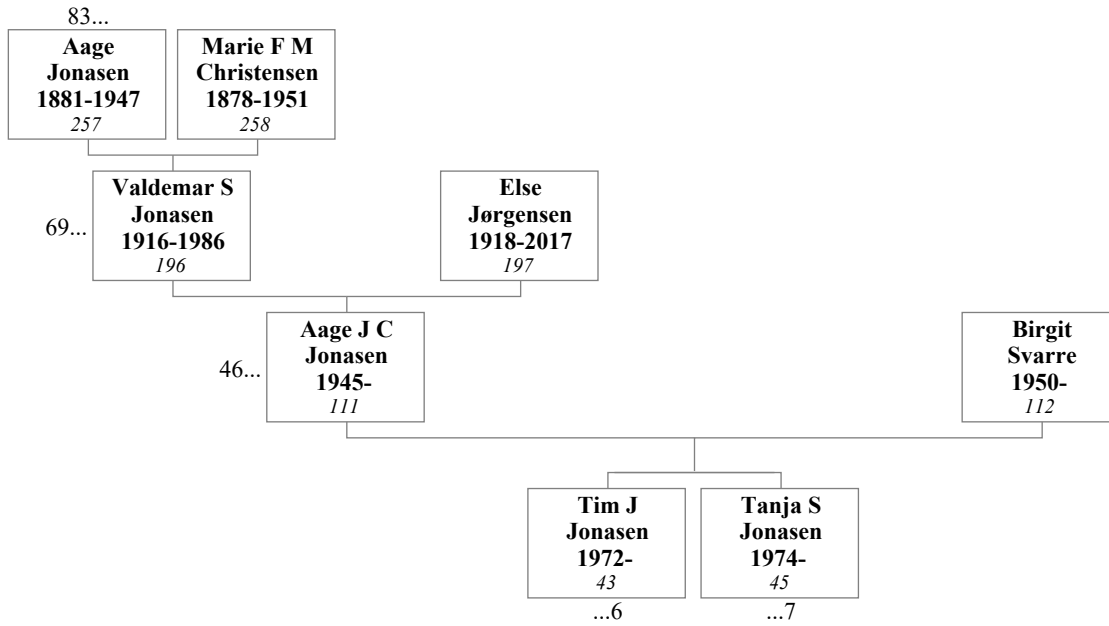 83...
Aage
Jonasen
1881-1947
257
Marie F M
Christensen
1878-1951
258
69...
Valdemar S
Jonasen
1916-1986
196
Else
Jørgensen
1918-2017
197
46...
Aage J C
Jonasen
1945-
111
Birgit
Svarre
1950-
112
Tim J
Jonasen
1972-
43
...6
Tanja S
Jonasen
1974-
45
...7